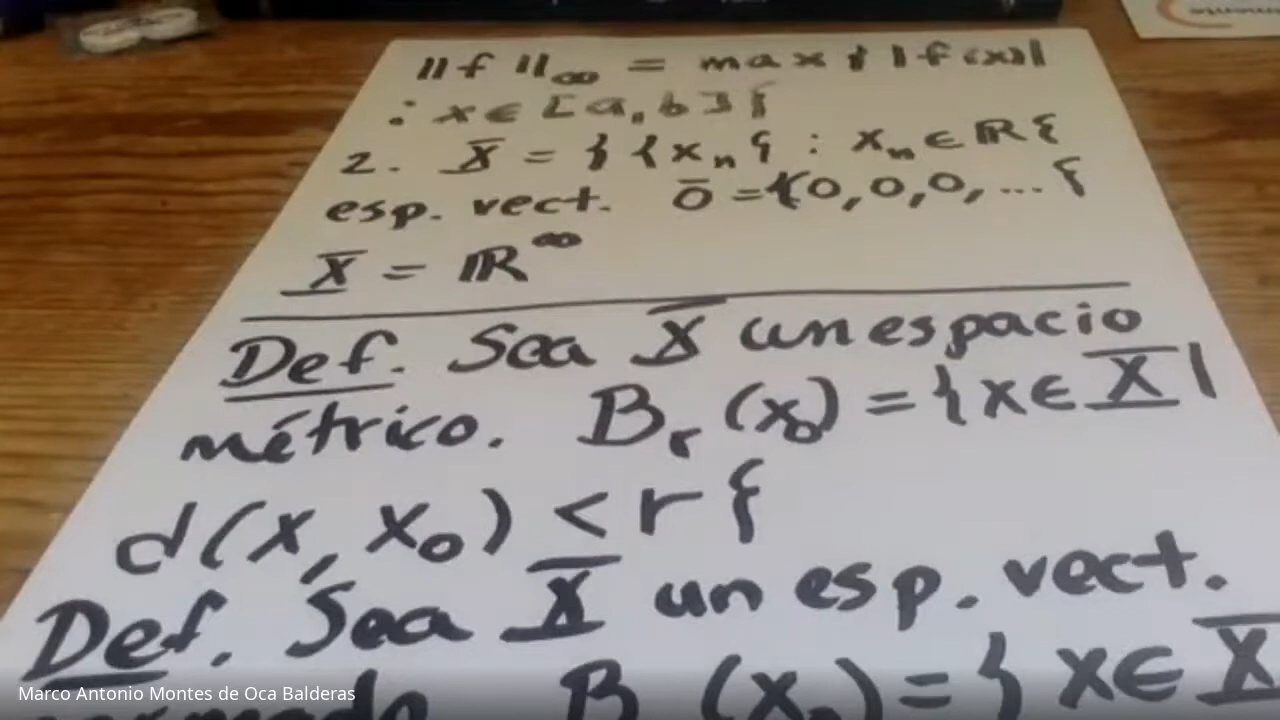 ||f||∞ = max { |f(x)|
: x ∈ [a, b] }
2. X = { {xₙ} : xₙ ∈ ℝ }
esp. vect. 0̄ = {0, 0, 0, ... }
X = ℝ^∞
Def. Sea X un espacio
métrico. Bᵣ(x₀) = { x ∈ X |
d(x, x₀) < r }
Def. Sea X un esp. vect.
B (x₀) = { x ∈ X
Marco Antonio Montes de Oca Balderas